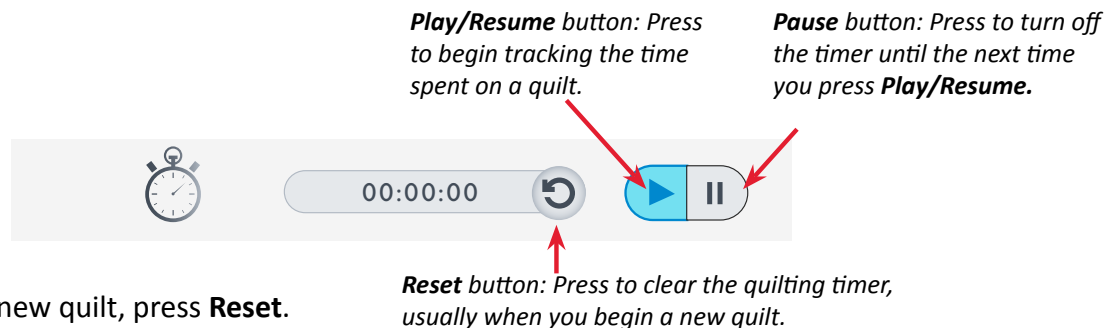 Play/Resume button: Press
to begin tracking the time
spent on a quilt.
Pause button: Press to turn off
the timer until the next time
you press Play/Resume.
00:00:00
Reset button: Press to clear the quilting timer,
usually when you begin a new quilt.
new quilt, press Reset.